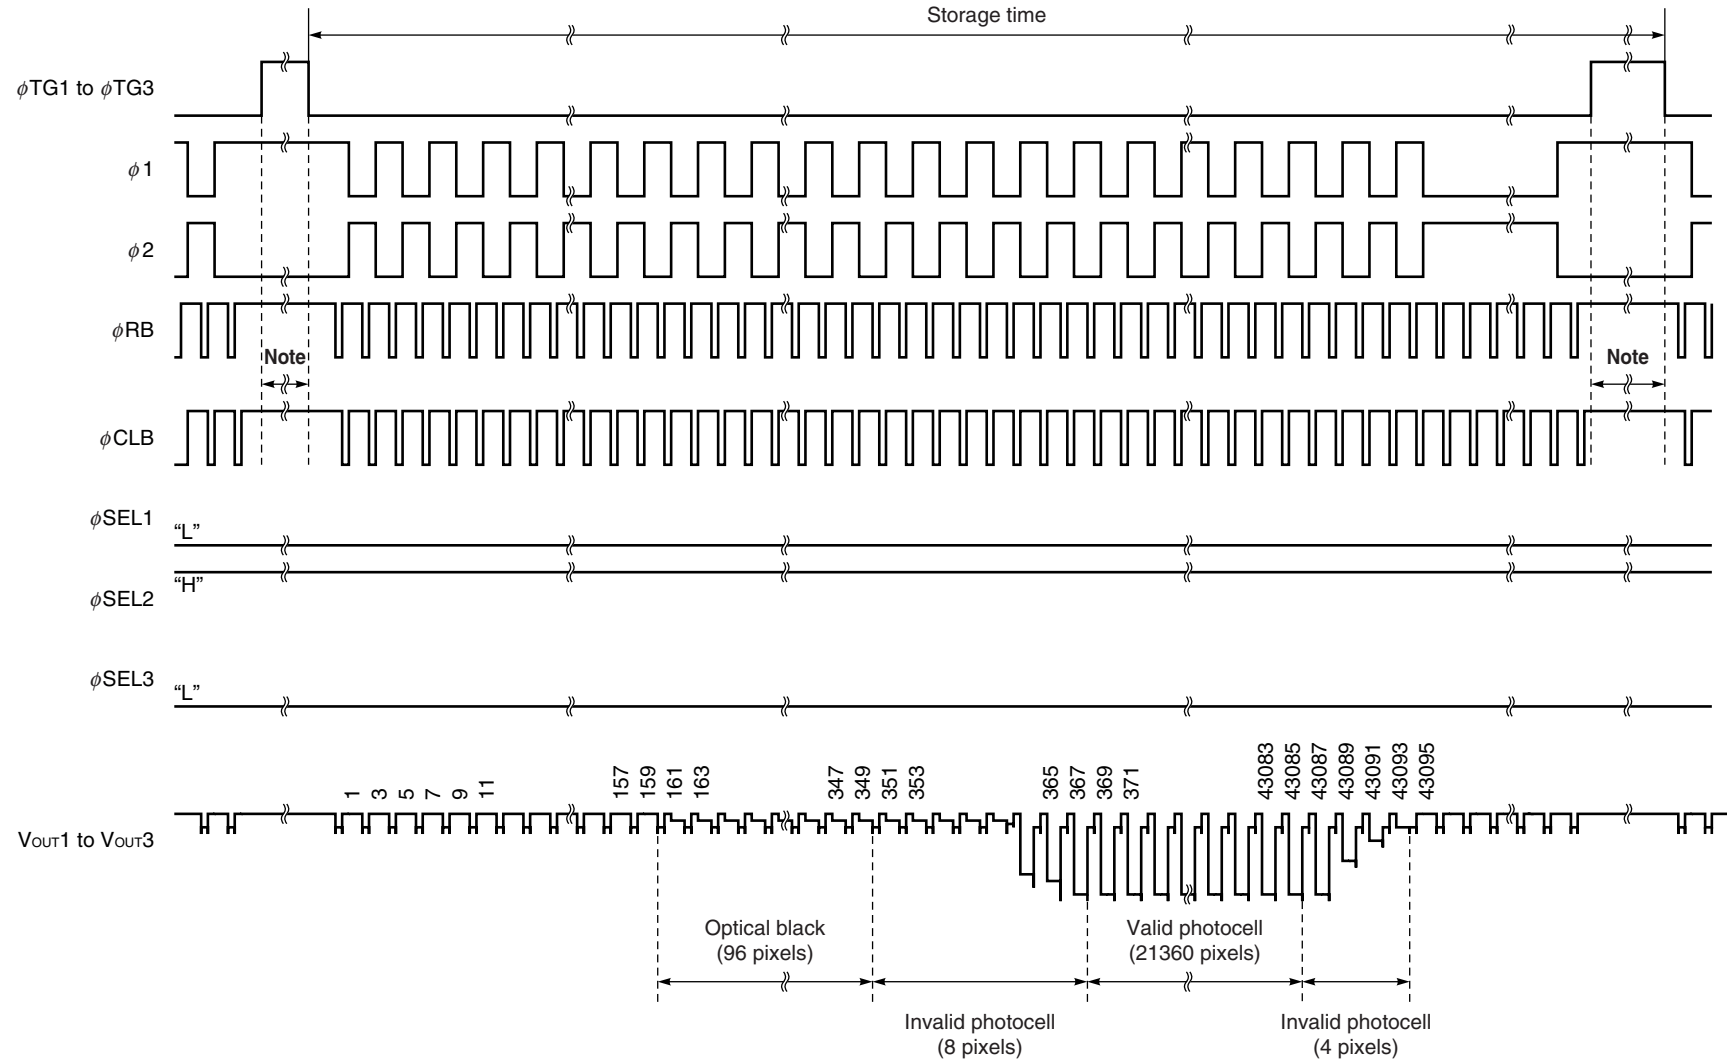 Storage time
ϕTG1 to ϕTG3
ϕ1
ϕ2
ϕRB
Note
Note
ϕCLB
ϕSEL1
“L”
“H”
ϕSEL2
ϕSEL3
“L”
1 3 5 7 9 11 157 159 161 163 347 349 351 353 365 367 369 371 43083 43085 43087 43089 43091 43093 43095
VOUT1 to VOUT3
Optical black
(96 pixels)
Valid photocell
(21360 pixels)
Invalid photocell
(8 pixels)
Invalid photocell
(4 pixels)